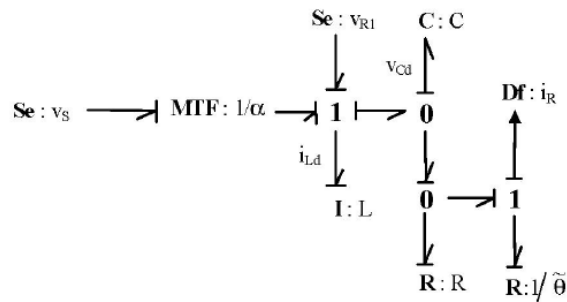 Se : v_R1
C : C
v_Cd
Se : v_S
MTF : 1/α
1
0
Df : i_R
i_Ld
I : L
0
1
R : R
R:1/θ̃